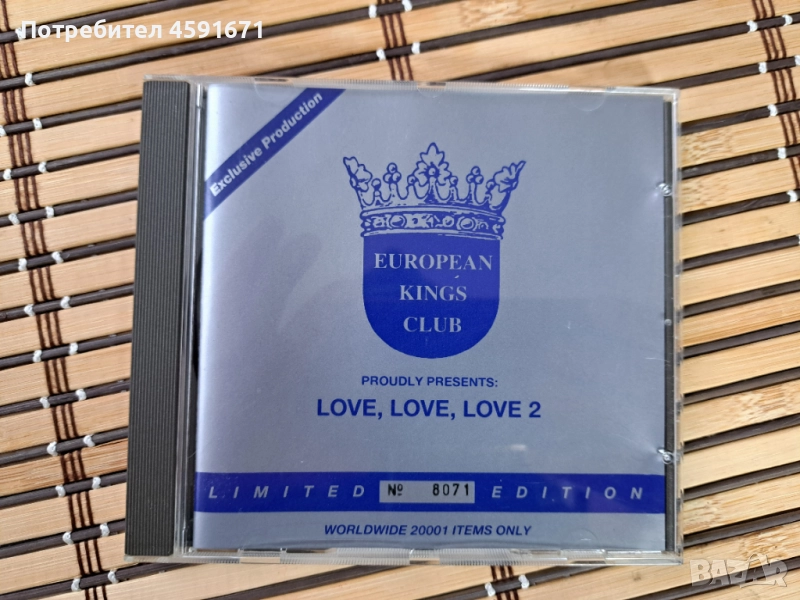 Потребител 4591671
Exclusive Production
EUROPEAN
KINGS
CLUB
PROUDLY PRESENTS:
LOVE, LOVE, LOVE 2
LIMITED Nº 8071 EDITION
WORLDWIDE 20001 ITEMS ONLY
BAZAR